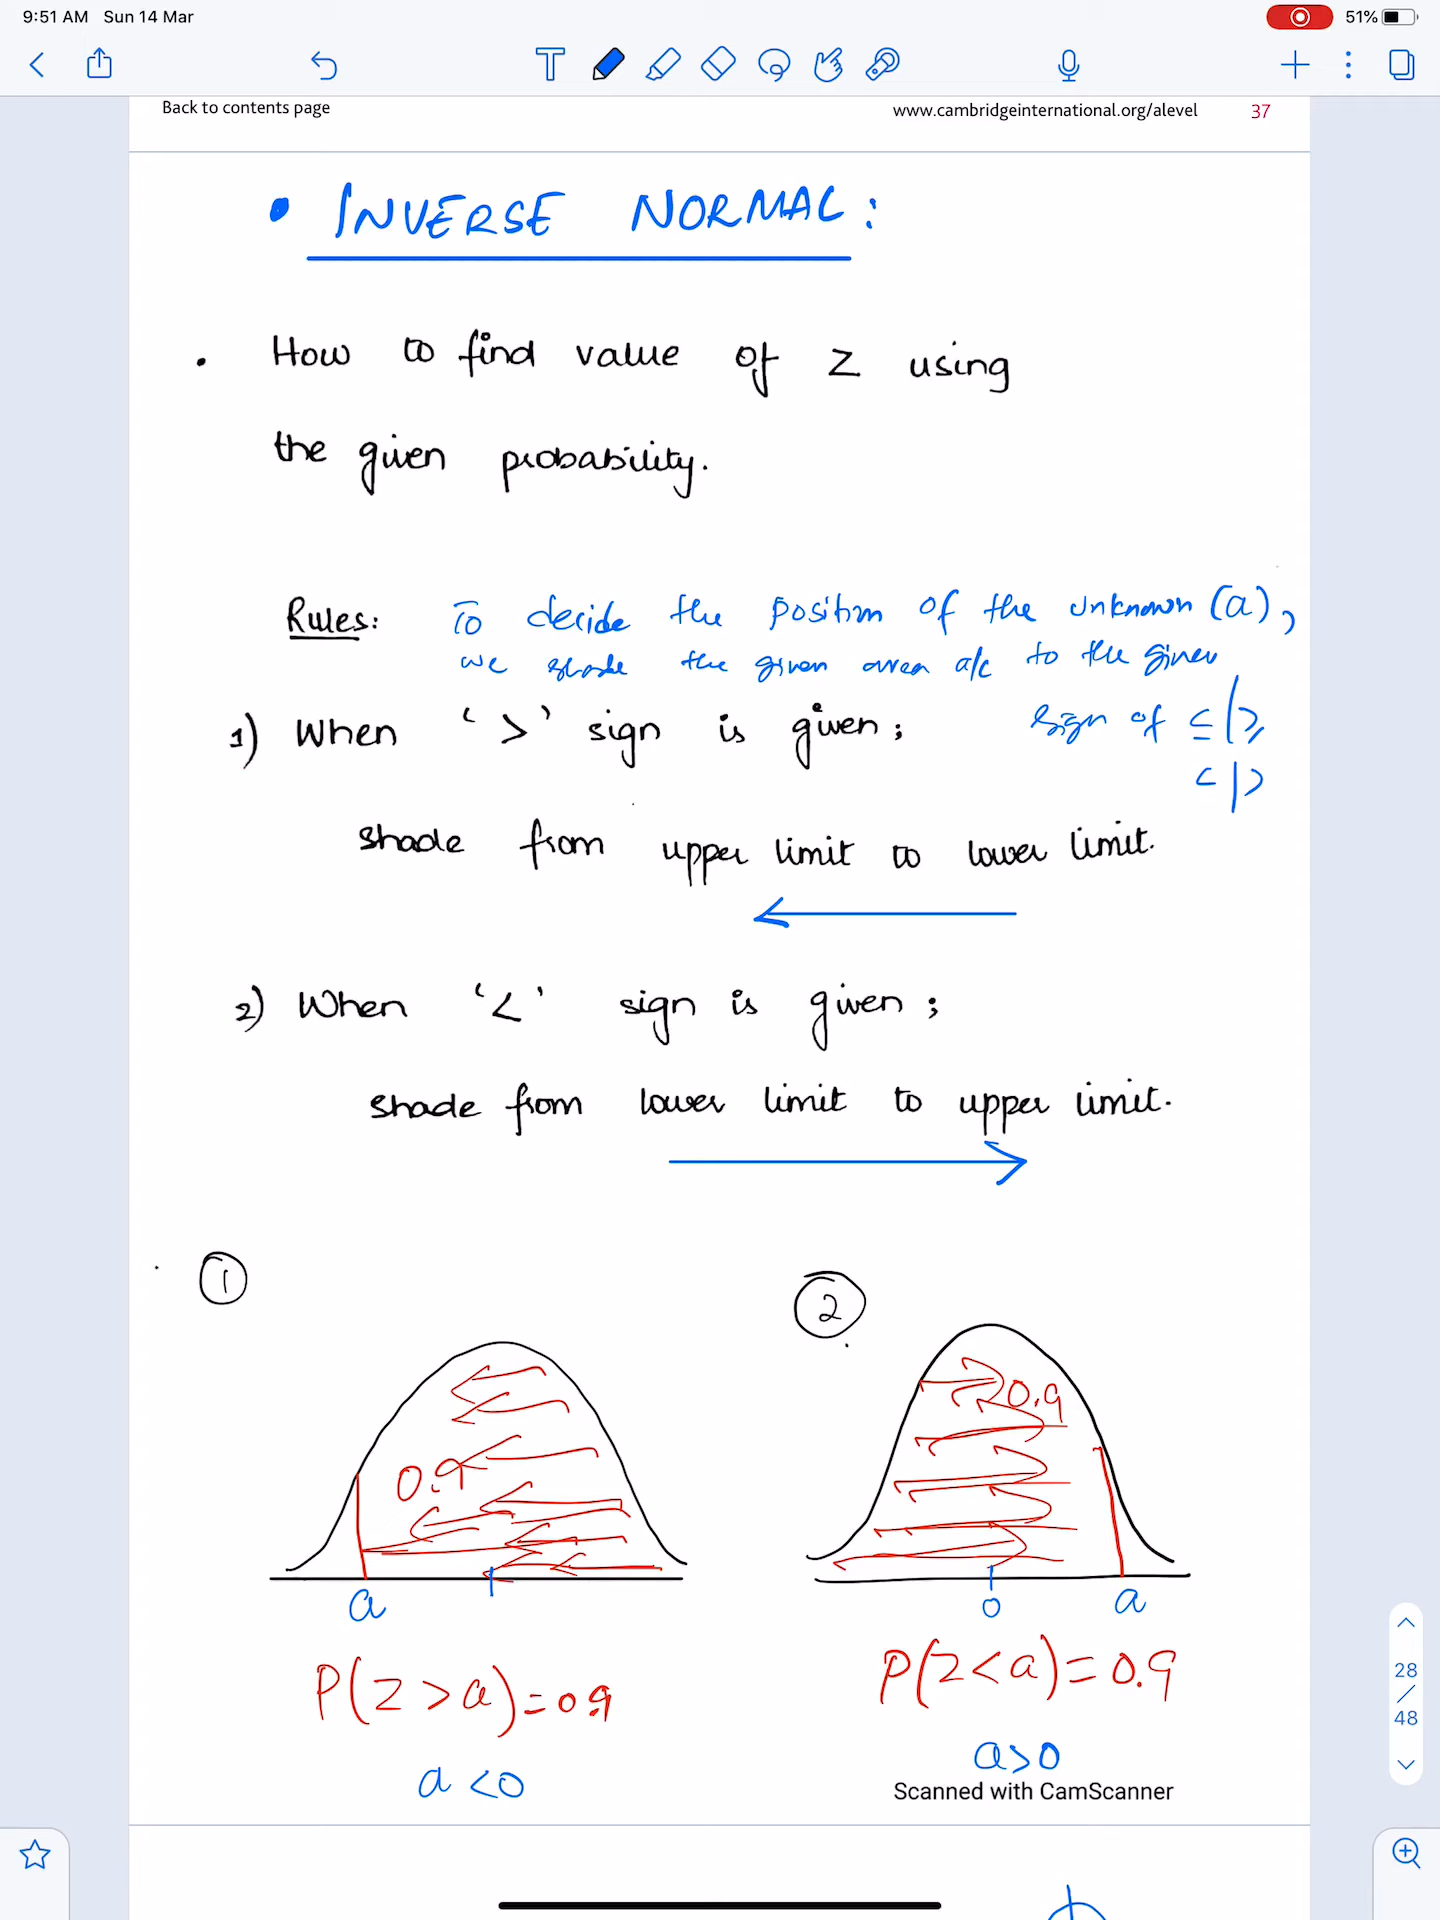 9:51 AM Sun 14 Mar
51%
Back to contents page
www.cambridgeinternational.org/alevel 37
• INVERSE NORMAL:
. How to find value of z using
the given probability.
Rules: To decide the position of the unknown (a),
we shade the given area a/c to the given
sign of ≤/≥,
</>
1) When '>' sign is given;
shade from upper limit to lower limit.
2) When '<' sign is given;
shade from lower limit to upper limit.
1
2
0.9
0.9
a
0 a
P(z>a)=0.9
P(z<a)=0.9
a<0
a>0
Scanned with CamScanner
28
/
48